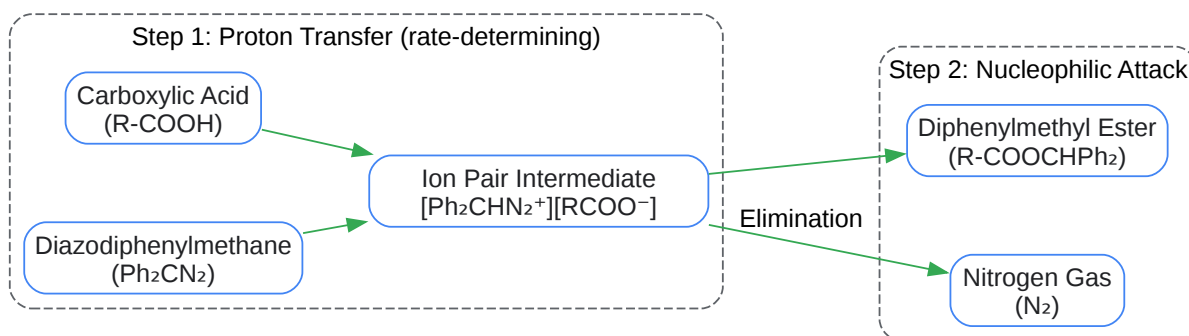 Step 1: Proton Transfer (rate-determining)
Carboxylic Acid
(R-COOH)
Diazodiphenylmethane
(Ph₂CN₂)
Ion Pair Intermediate
[Ph₂CHN₂⁺][RCOO⁻]
Elimination
Step 2: Nucleophilic Attack
Diphenylmethyl Ester
(R-COOCHPh₂)
Nitrogen Gas
(N₂)